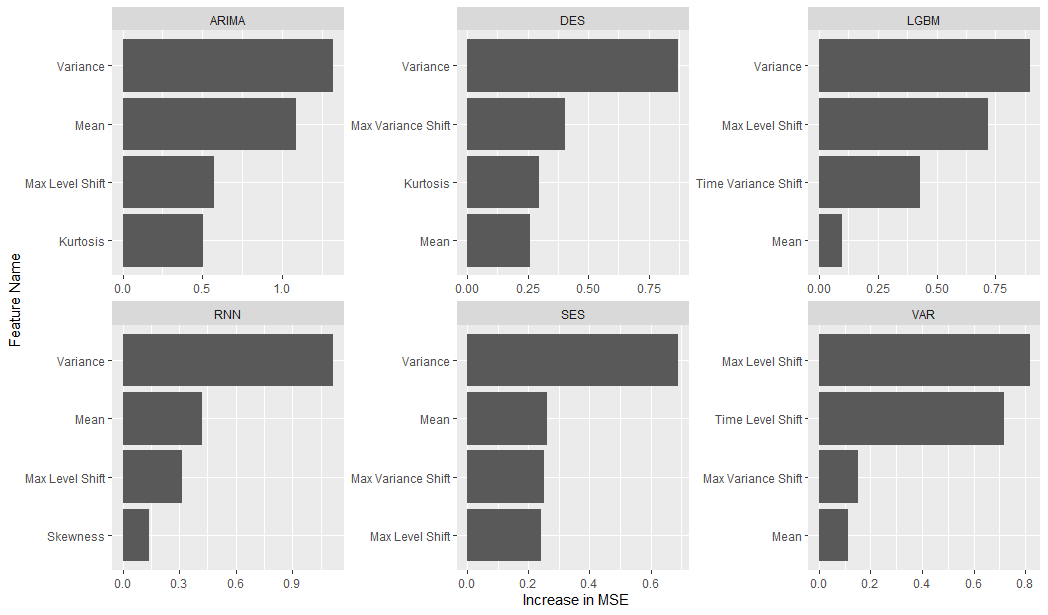 ARIMA DES LGBM
Variance Variance Variance
Mean Max Variance Shift Max Level Shift
Max Level Shift Kurtosis Time Variance Shift
Kurtosis Mean Mean
0.0 0.5 1.0 0.00 0.25 0.50 0.75 0.00 0.25 0.50 0.75
Feature Name
RNN SES VAR
Variance Variance Max Level Shift
Mean Mean Time Level Shift
Max Level Shift Max Variance Shift Max Variance Shift
Skewness Max Level Shift Mean
0.0 0.3 0.6 0.9 0.0 0.2 0.4 0.6 0.0 0.2 0.4 0.6 0.8
Increase in MSE